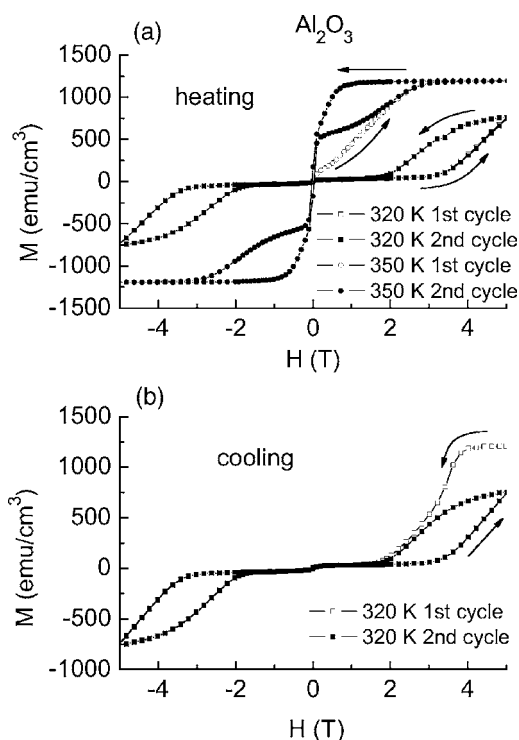 (a)
Al₂O₃
1500
1000
500
0
-500
-1000
-1500
M (emu/cm³)
heating
320 K 1st cycle
320 K 2nd cycle
350 K 1st cycle
350 K 2nd cycle
-4 -2 0 2 4
H (T)
(b)
1500
1000
500
0
-500
-1000
M (emu/cm³)
cooling
320 K 1st cycle
320 K 2nd cycle
-4 -2 0 2 4
H (T)